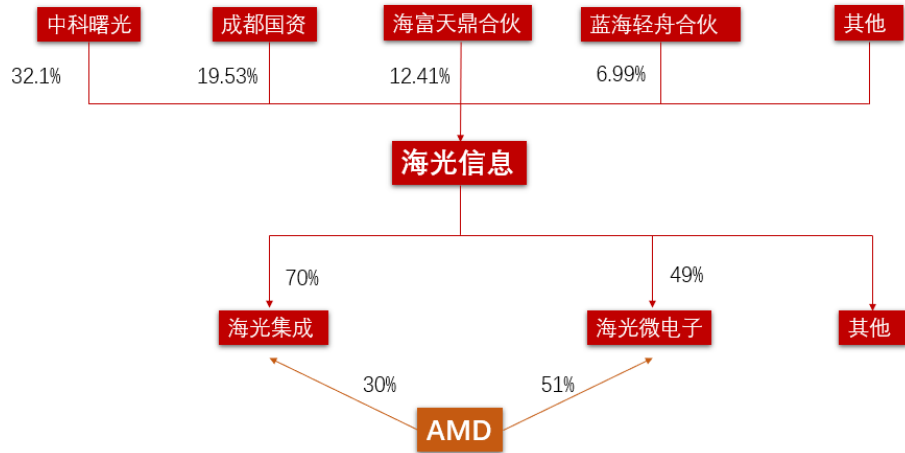 中科曙光
成都国资
海富天鼎合伙
蓝海轻舟合伙
其他
32.1%
19.53%
12.41%
6.99%
海光信息
70%
49%
海光集成
海光微电子
其他
30%
51%
AMD